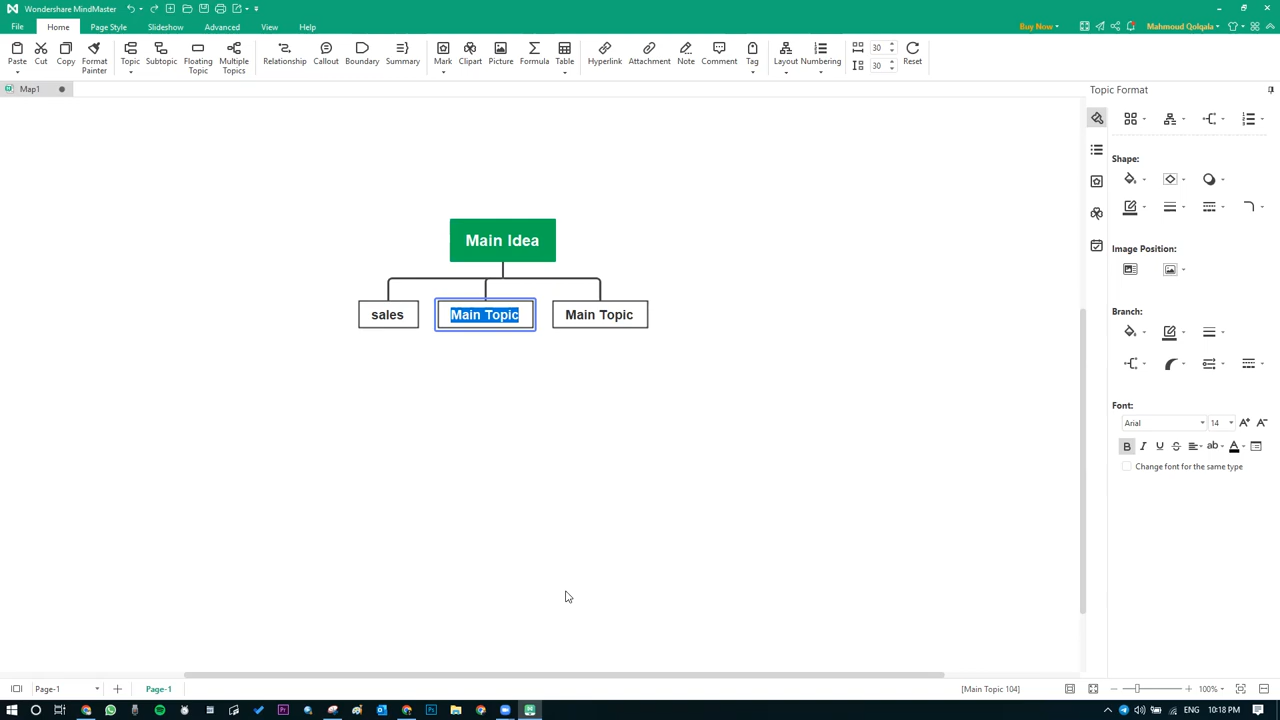 Wondershare MindMaster
File Home Page Style Slideshow Advanced View Help Buy Now Mahmoud Qolqala
Paste Cut Copy Format Painter Topic Subtopic Floating Topic Multiple Topics Relationship Callout Boundary Summary Mark Clipart Picture Formula Table Hyperlink Attachment Note Comment Tag Layout Numbering 30 30 Reset
Map1
Topic Format
Shape:
Main Idea
Image Position:
sales Main Topic Main Topic
Branch:
Font:
Arial 14
Change font for the same type
Page-1 Page-1 [Main Topic 104] 100%
ENG 10:18 PM